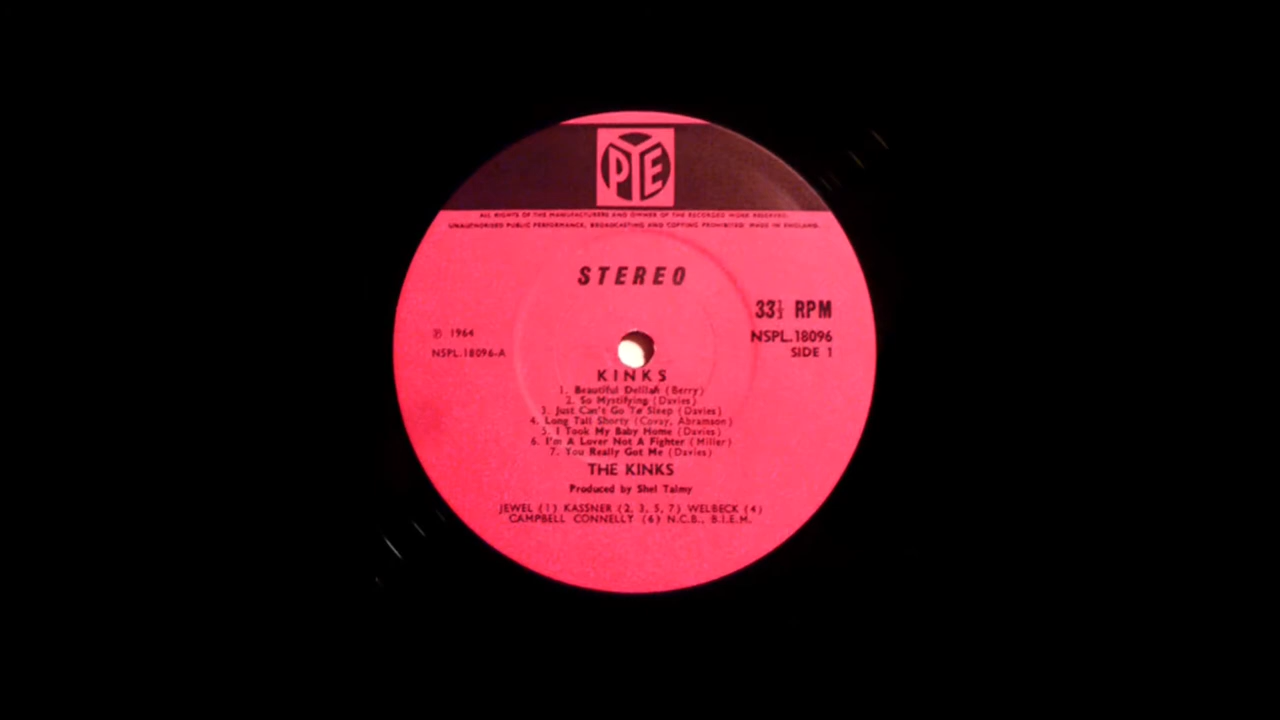 PYE
ALL RIGHTS OF THE MANUFACTURERS AND OWNER OF THE RECORDED WORK RESERVED.
UNAUTHORISED PUBLIC PERFORMANCE, BROADCASTING AND COPYING PROHIBITED. MADE IN ENGLAND.
STEREO
33⅓ RPM
℗ 1964
NSPL.18096
NSPL.18096-A
SIDE 1
KINKS
1. Beautiful Delilah (Berry)
2. So Mystifying (Davies)
3. Just Can't Go To Sleep (Davies)
4. Long Tall Shorty (Covay, Abramson)
5. I Took My Baby Home (Davies)
6. I'm A Lover Not A Fighter (Miller)
7. You Really Got Me (Davies)
THE KINKS
Produced by Shel Talmy
JEWEL (1) KASSNER (2, 3, 5, 7) WELBECK (4)
CAMPBELL CONNELLY (6) N.C.B., B.I.E.M.